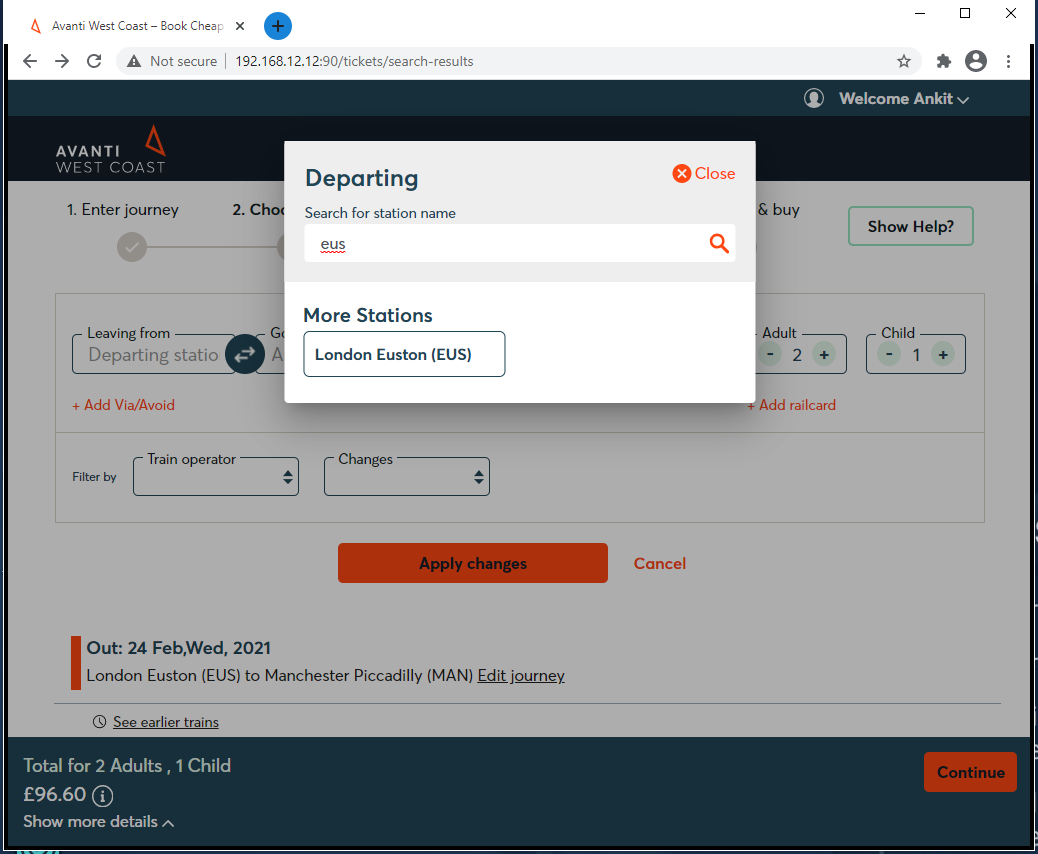 Avanti West Coast – Book Cheap
Not secure
192.168.12.12:90/tickets/search-results
Welcome Ankit
AVANTI
WEST COAST
Departing
Close
Search for station name
eus
More Stations
London Euston (EUS)
1. Enter journey
2. Cho
& buy
Show Help?
Leaving from
Departing statio
Go
A
Adult
- 2 +
Child
- 1 +
+ Add Via/Avoid
+ Add railcard
Filter by
Train operator
Changes
Apply changes
Cancel
Out: 24 Feb,Wed, 2021
London Euston (EUS) to Manchester Piccadilly (MAN) Edit journey
See earlier trains
Total for 2 Adults , 1 Child
£96.60
Show more details
Continue